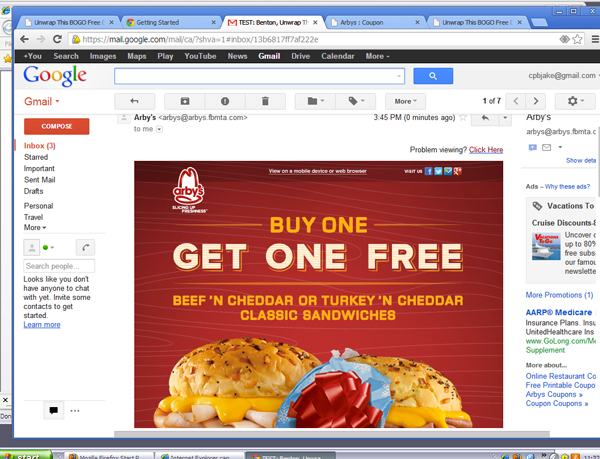 Unwrap This BOGO Free
Getting Started
TEST: Benton, Unwrap Th
Arbys : Coupon
Unwrap This BOGO Free
https://mail.google.com/mail/ca/?shva=1#inbox/13b6817ff7af222e
+You Search Images Maps Play YouTube News Gmail Drive Calendar More
Google
cpbjake@gmail.com
Gmail
More
1 of 7
COMPOSE
Arby's <arbys@arbys.fbmta.com>
3:45 PM (0 minutes ago)
to me
Inbox (3)
Starred
Important
Sent Mail
Drafts
Personal
Travel
More
Search people...
Looks like you don't
have anyone to chat
with yet. Invite some
contacts to get
started.
Learn more
Problem viewing? Click Here
arby's
SLICING UP
FRESHNESS
View on a mobile device or web browser
visit us
BUY ONE
GET ONE FREE
BEEF 'N CHEDDAR OR TURKEY 'N CHEDDAR
CLASSIC SANDWICHES
Arby's
arbys@arbys.fbmta.
Show deta
Ads – Why these ads?
Vacations To
Cruise Discounts-8
Uncover
up to 80%
free subs
our famou
newslette
More Promotions (1)
AARP® Medicare
Insurance Plans. Insu
UnitedHealthcare Ins
www.GoLong.com/Me
Supplement
More about...
Online Restaurant Co
Free Printable Coupo
Arbys Coupons »
Coupon Coupons »
start
Mozilla Firefox Start P
Internet Explorer can
TEST: Benton, Unwra